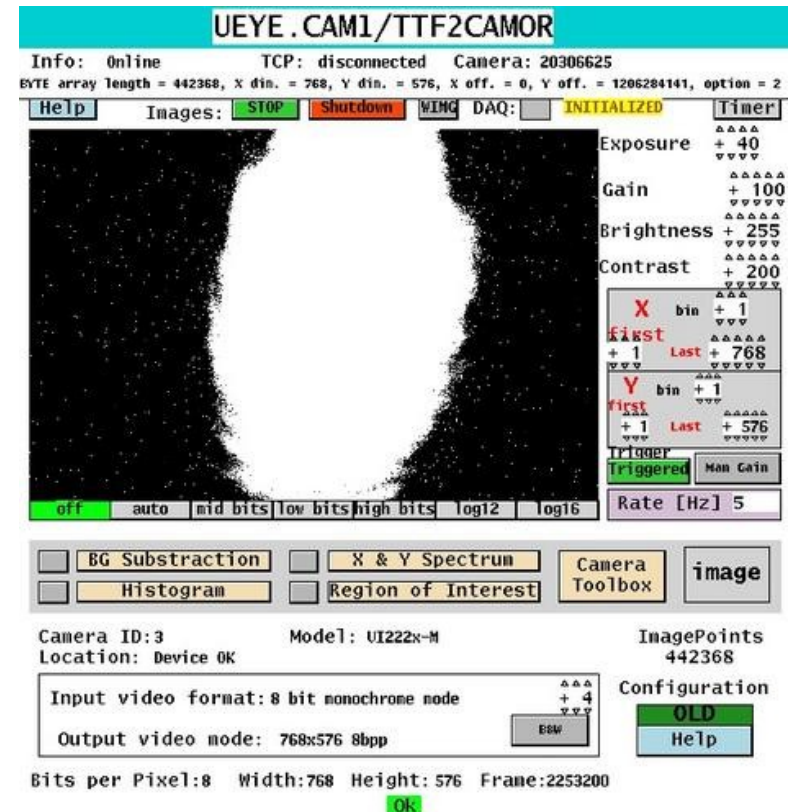 UEYE.CAM1/TTF2CAMOR
Info: Online TCP: disconnected Camera: 20306625
BYTE array length = 442368, X dim. = 768, Y dim. = 576, X off. = 0, Y off. = 1206284141, option = 2
Help Images: STOP Shutdown WIMG DAQ: INITIALIZED Timer
Exposure + 40
Gain + 100
Brightness + 255
Contrast + 200
X bin + 1
first
+ 1 Last + 768
Y bin + 1
first
+ 1 Last + 576
Trigger
Triggered Man Gain
off auto mid bits low bits high bits log12 log16 Rate [Hz] 5
BG Substraction X & Y Spectrum Camera Toolbox image
Histogram Region of Interest
Camera ID:3 Model: UI222x-M ImagePoints
Location: Device OK 442368
Input video format: 8 bit monochrome mode + 4 Configuration
OLD
Output video mode: 768x576 8bpp B&W Help
Bits per Pixel:8 Width:768 Height:576 Frame:2253200
Ok